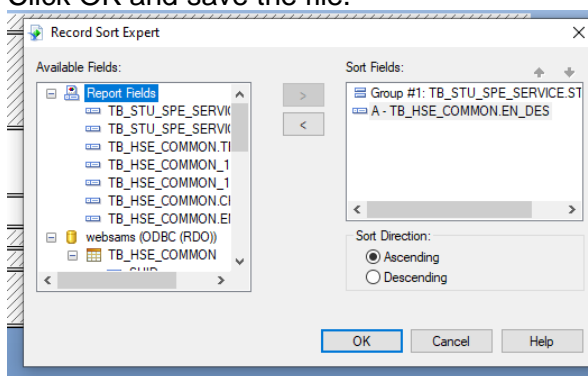 Click OK and save the file.
Record Sort Expert
Available Fields:
Report Fields
TB_STU_SPE_SERVI
TB_STU_SPE_SERVI
TB_HSE_COMMON.TI
TB_HSE_COMMON_1
TB_HSE_COMMON_1
TB_HSE_COMMON.CI
TB_HSE_COMMON.EI
websams (ODBC (RDO))
TB_HSE_COMMON
>
<
Sort Fields:
Group #1: TB_STU_SPE_SERVICE.ST
A - TB_HSE_COMMON.EN_DES
Sort Direction:
Ascending
Descending
OK
Cancel
Help